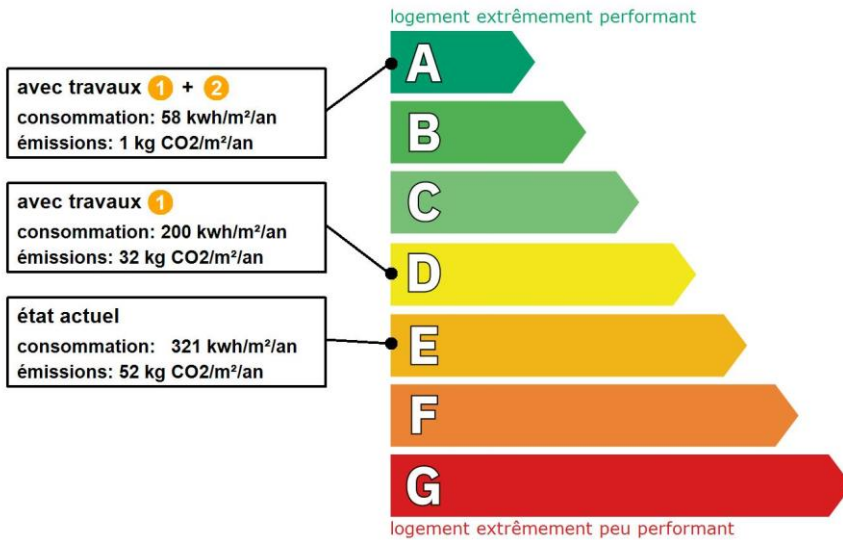 logement extrêmement performant
A
avec travaux 1 + 2
consommation: 58 kwh/m²/an
émissions: 1 kg CO2/m²/an
B
C
avec travaux 1
consommation: 200 kwh/m²/an
émissions: 32 kg CO2/m²/an
D
état actuel
consommation: 321 kwh/m²/an
émissions: 52 kg CO2/m²/an
E
F
G
logement extrêmement peu performant